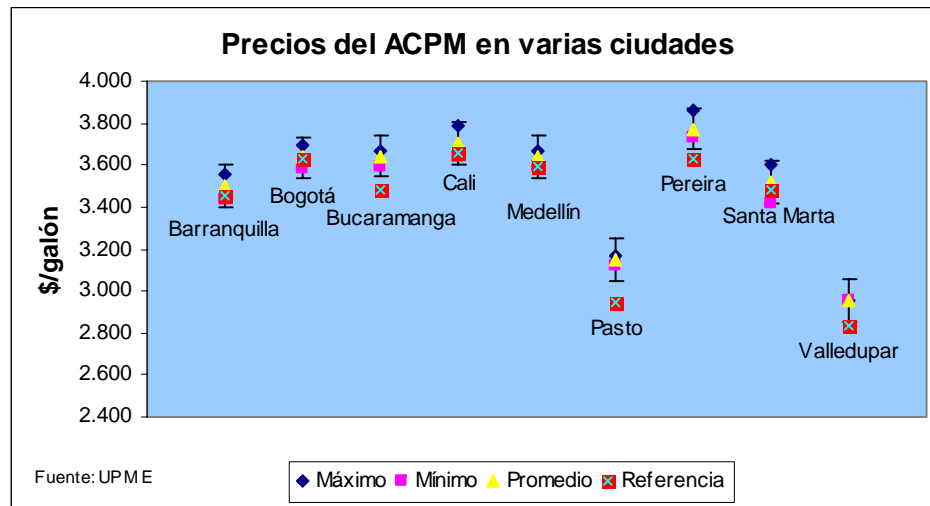 Precios del ACPM en varias ciudades
$/galón
4.000
3.800
3.600
3.400
3.200
3.000
2.800
2.600
2.400
Barranquilla
Bogotá
Bucaramanga
Cali
Medellín
Pasto
Pereira
Santa Marta
Valledupar
Fuente: UPME
Máximo Mínimo Promedio Referencia